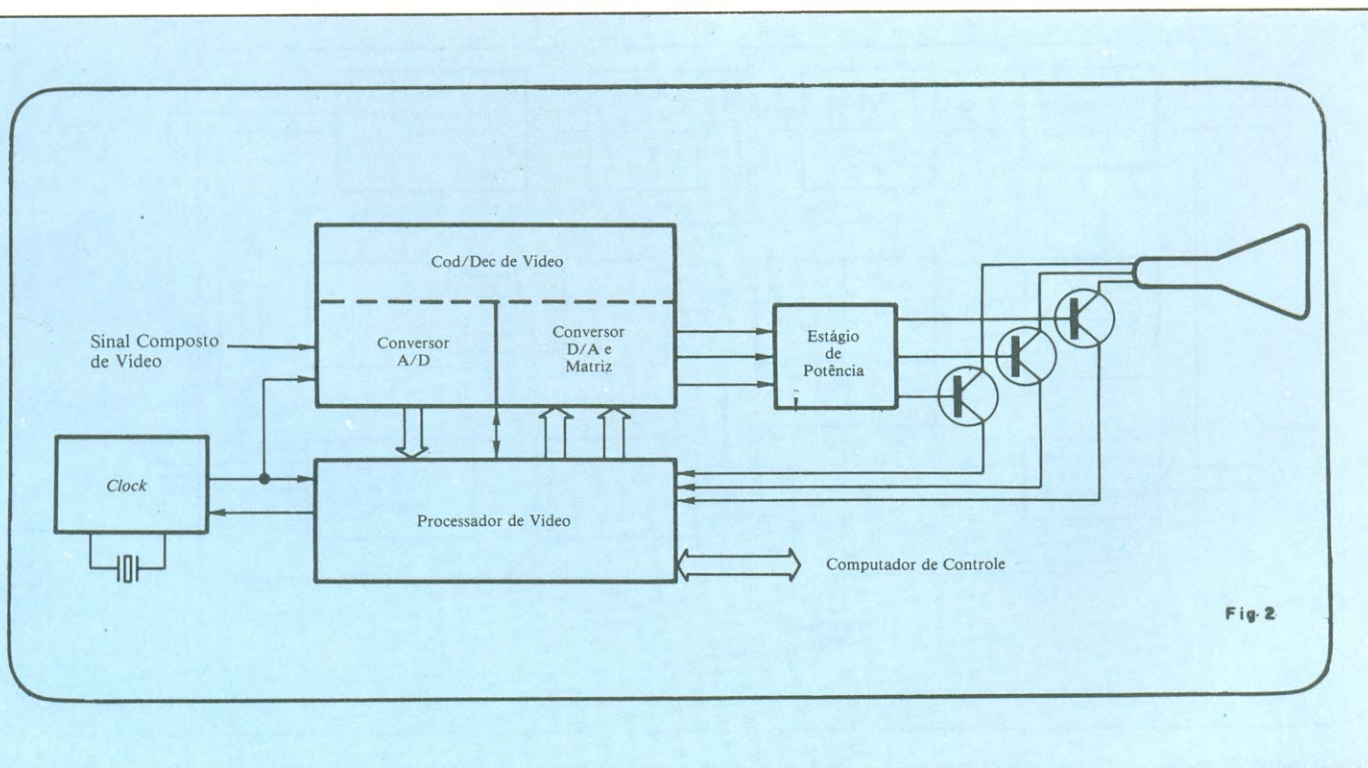 Cod/Dec de Video
Sinal Composto
de Vídeo
Conversor
A/D
Conversor
D/A e
Matriz
Estágio
de
Potência
Clock
Processador de Video
Computador de Controle
Fig. 2